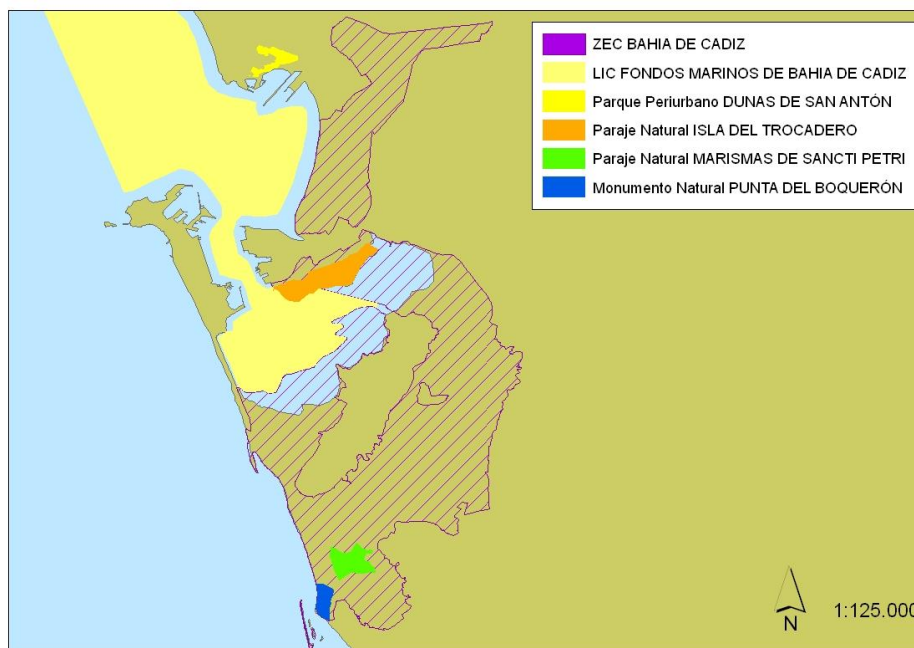 ZEC BAHIA DE CADIZ
LIC FONDOS MARINOS DE BAHIA DE CADIZ
Parque Periurbano DUNAS DE SAN ANTÓN
Paraje Natural ISLA DEL TROCADERO
Paraje Natural MARISMAS DE SANCTI PETRI
Monumento Natural PUNTA DEL BOQUERÓN
N
1:125.000